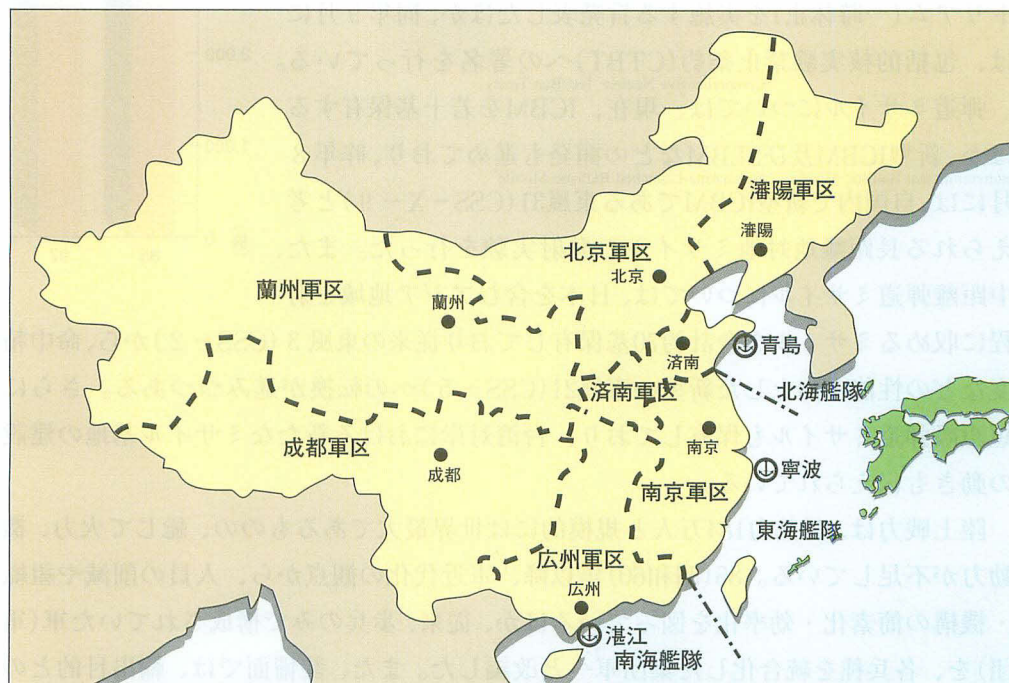 瀋陽軍区
瀋陽
北京軍区
北京
蘭州軍区
蘭州
済南
青島
済南軍区
北海艦隊
成都軍区
成都
南京
寧波
南京軍区
東海艦隊
広州軍区
広州
湛江
南海艦隊